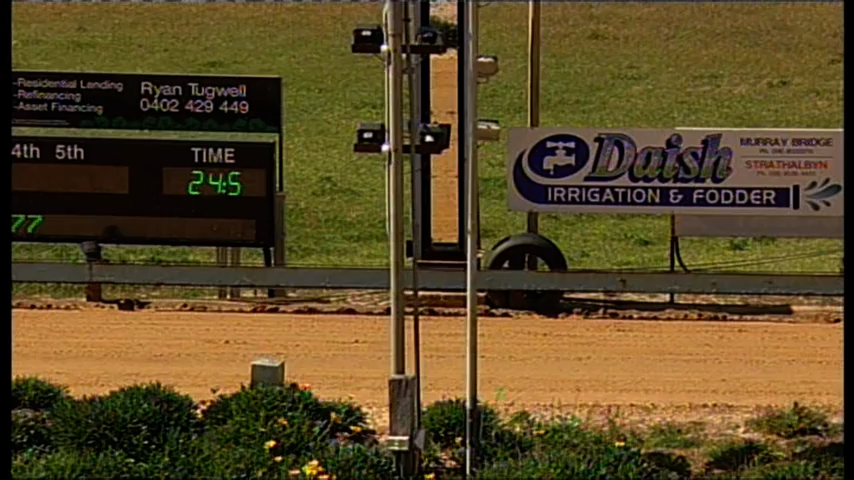 -Residential Lending
-Refinancing
-Asset Financing
Ryan Tugwell
0402 429 449
4th 5th
TIME
24:5
77
Daish
IRRIGATION & FODDER
MURRAY BRIDGE
STRATHALBYN